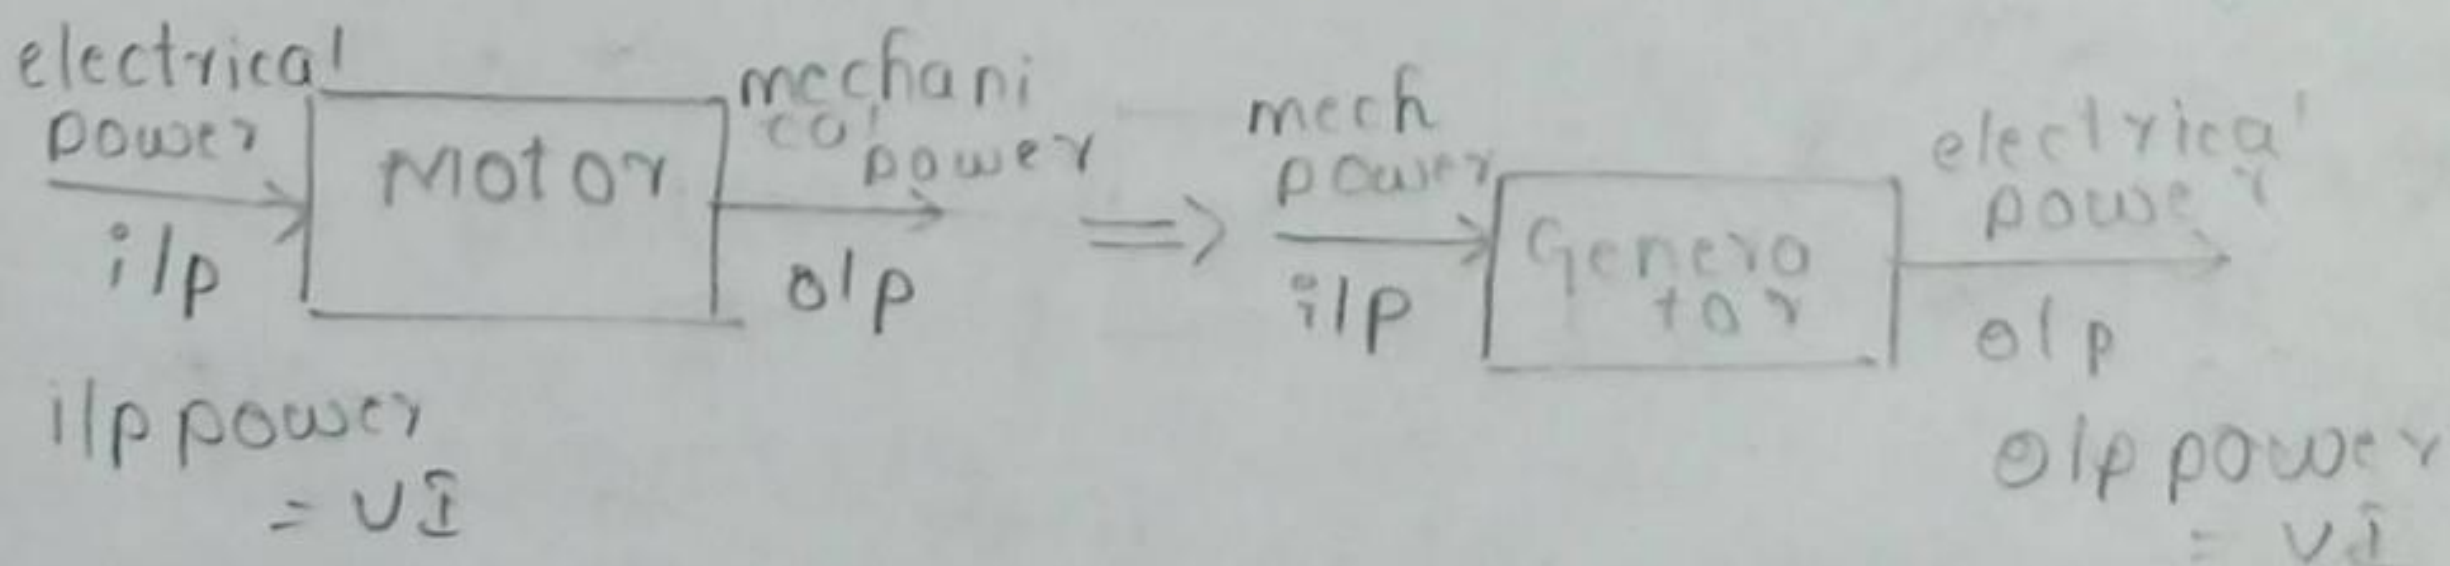 electrical
power
i/p
Motor
mechani
cal
power
o/p
i/p power
= VI
⇒
mech
power
i/p
Genera
tor
electrical
power
o/p
o/p power
= VI